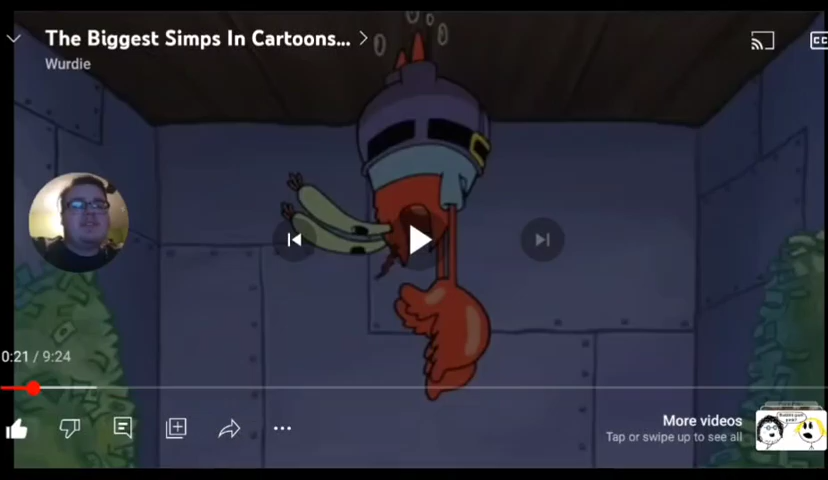 The Biggest Simps In Cartoons...
Wurdie
CC
0:21 / 9:24
More videos
Tap or swipe up to see all